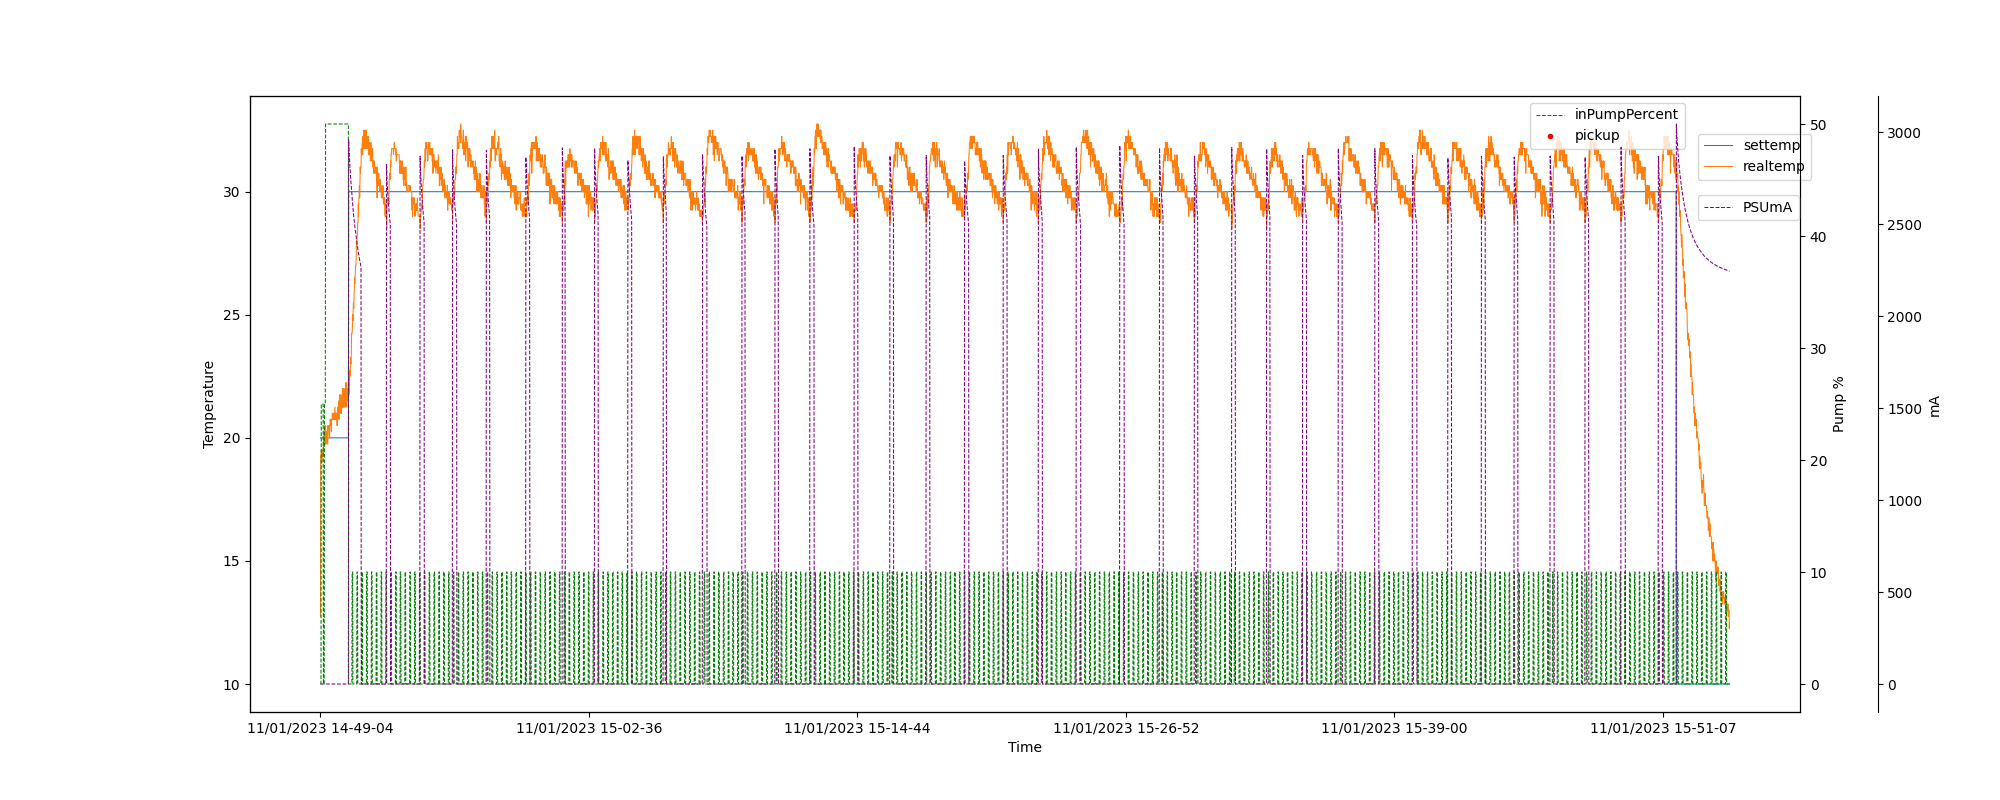 inPumpPercent
pickup
settemp
realtemp
PSUmA
Temperature
30
25
20
15
10
50
40
30
20
10
0
Pump %
3000
2500
2000
1500
1000
500
0
mA
11/01/2023 14-49-04
11/01/2023 15-02-36
11/01/2023 15-14-44
11/01/2023 15-26-52
11/01/2023 15-39-00
11/01/2023 15-51-07
Time